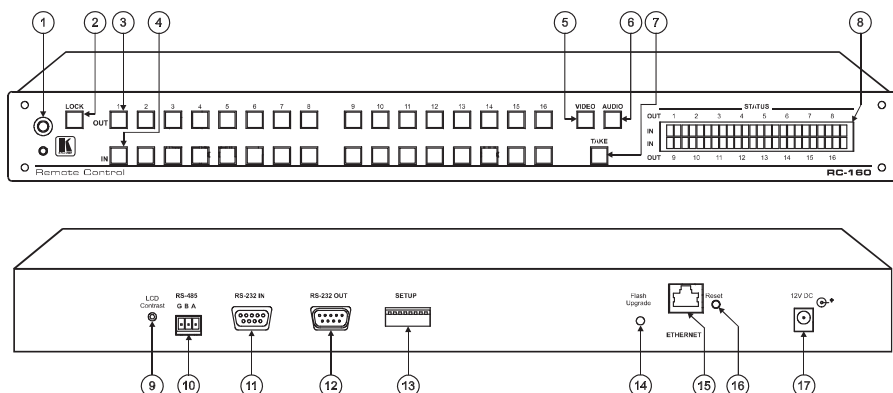 1 2 3 4 5 6 7 8
LOCK 1 2 3 4 5 6 7 8 9 10 11 12 13 14 15 16 VIDEO AUDIO STATUS
OUT
OUT 1 2 3 4 5 6 7 8
IN
IN
IN TAKE
OUT 9 10 11 12 13 14 15 16
K
Remote Control RC-160
LCD Contrast
RS-485
G B A
RS-232 IN
RS-232 OUT
SETUP
Flash Upgrade
ETHERNET
Reset
12V DC
9 10 11 12 13 14 15 16 17